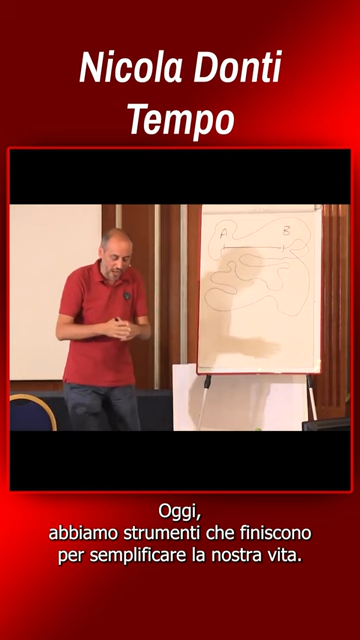 Nicola Donti
Tempo
A B
Oggi,
abbiamo strumenti che finiscono
per semplificare la nostra vita.